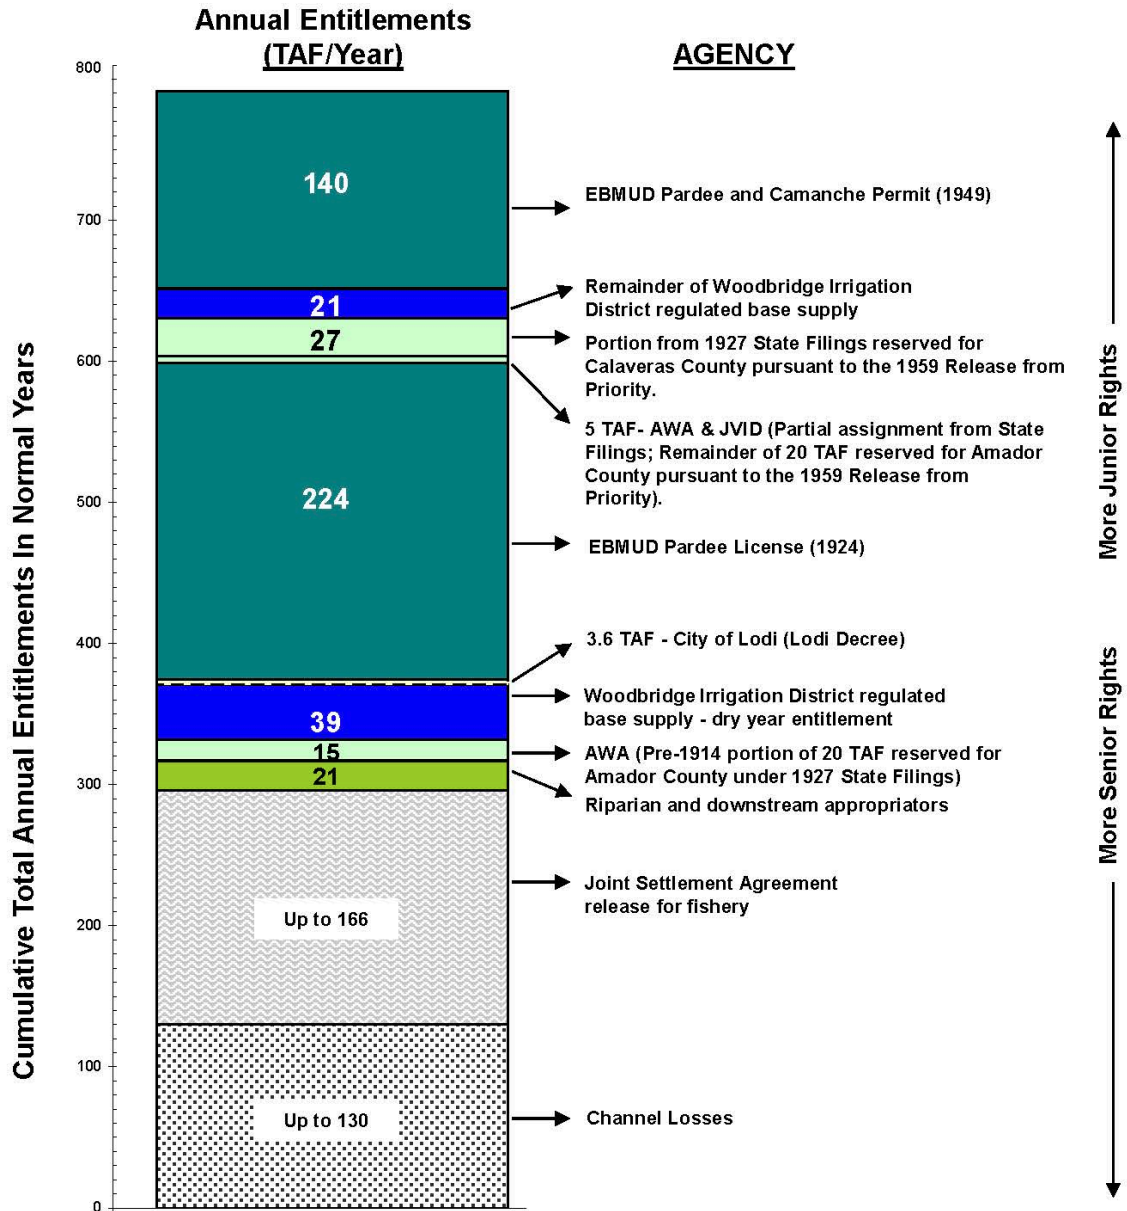 Annual Entitlements
(TAF/Year)
AGENCY
Cumulative Total Annual Entitlements In Normal Years
800
700
600
500
400
300
200
100
0
140
21
27
224
39
15
21
Up to 166
Up to 130
EBMUD Pardee and Camanche Permit (1949)
Remainder of Woodbridge Irrigation
District regulated base supply
Portion from 1927 State Filings reserved for
Calaveras County pursuant to the 1959 Release from
Priority.
5 TAF- AWA & JVID (Partial assignment from State
Filings; Remainder of 20 TAF reserved for Amador
County pursuant to the 1959 Release from
Priority).
EBMUD Pardee License (1924)
3.6 TAF - City of Lodi (Lodi Decree)
Woodbridge Irrigation District regulated
base supply - dry year entitlement
AWA (Pre-1914 portion of 20 TAF reserved for
Amador County under 1927 State Filings)
Riparian and downstream appropriators
Joint Settlement Agreement
release for fishery
Channel Losses
More Junior Rights
More Senior Rights